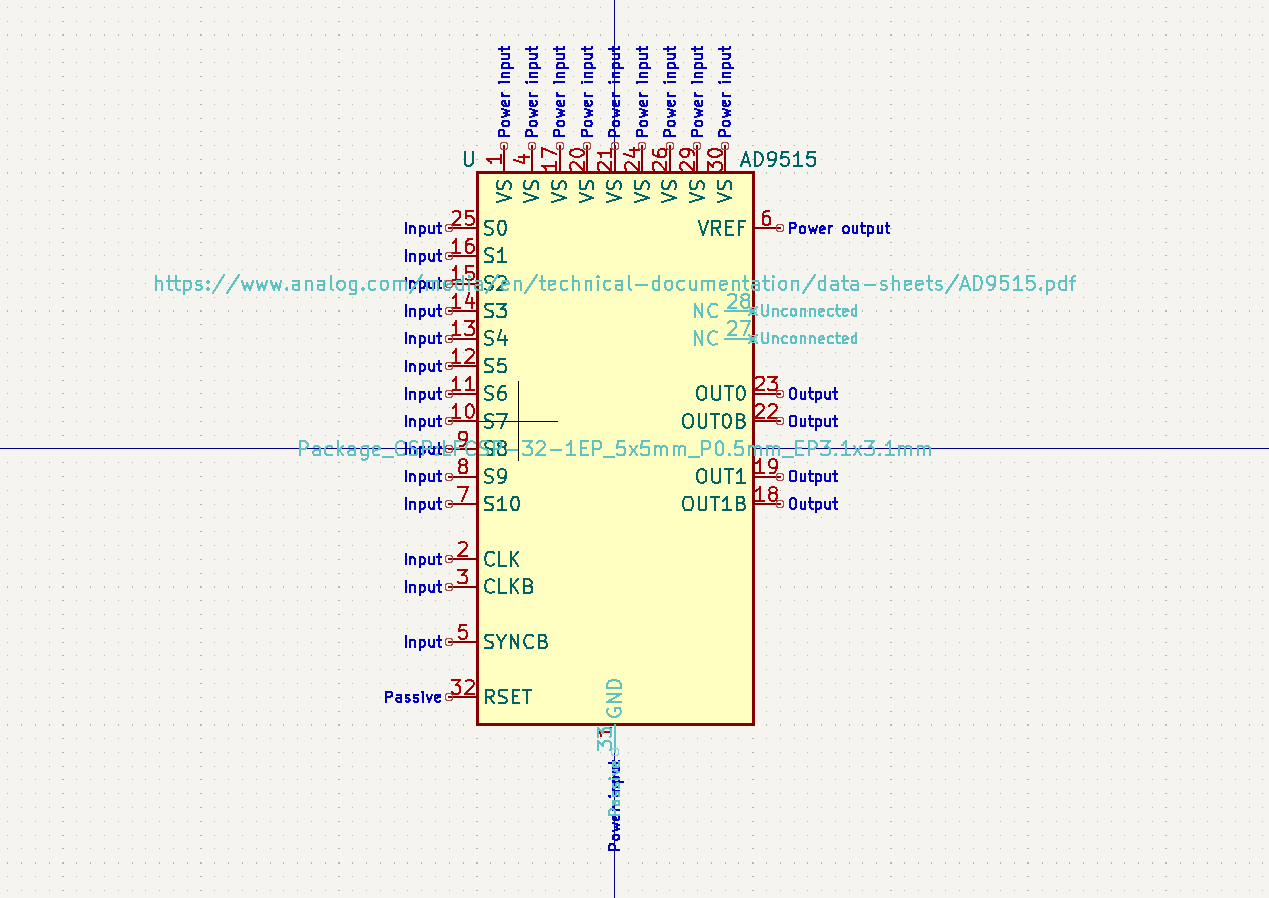 Power input Power input Power input Power input Power input Power input Power input Power input Power input
U 1 4 17 20 21 24 26 29 30 AD9515
VS VS VS VS VS VS VS VS VS
Input 25 S0 VREF 6 Power output
Input 16 S1
Input 15 S2
https://www.analog.com/media/en/technical-documentation/data-sheets/AD9515.pdf
Input 14 S3 NC 28 Unconnected
Input 13 S4 NC 27 Unconnected
Input 12 S5
Input 11 S6 OUT0 23 Output
Input 10 S7 OUT0B 22 Output
Input 9 S8
Package_CSP:LFCSP-32-1EP_5x5mm_P0.5mm_EP3.1x3.1mm
Input 8 S9 OUT1 19 Output
Input 7 S10 OUT1B 18 Output
Input 2 CLK
Input 3 CLKB
Input 5 SYNCB
Passive 32 RSET
GND
33
Power input
Passive